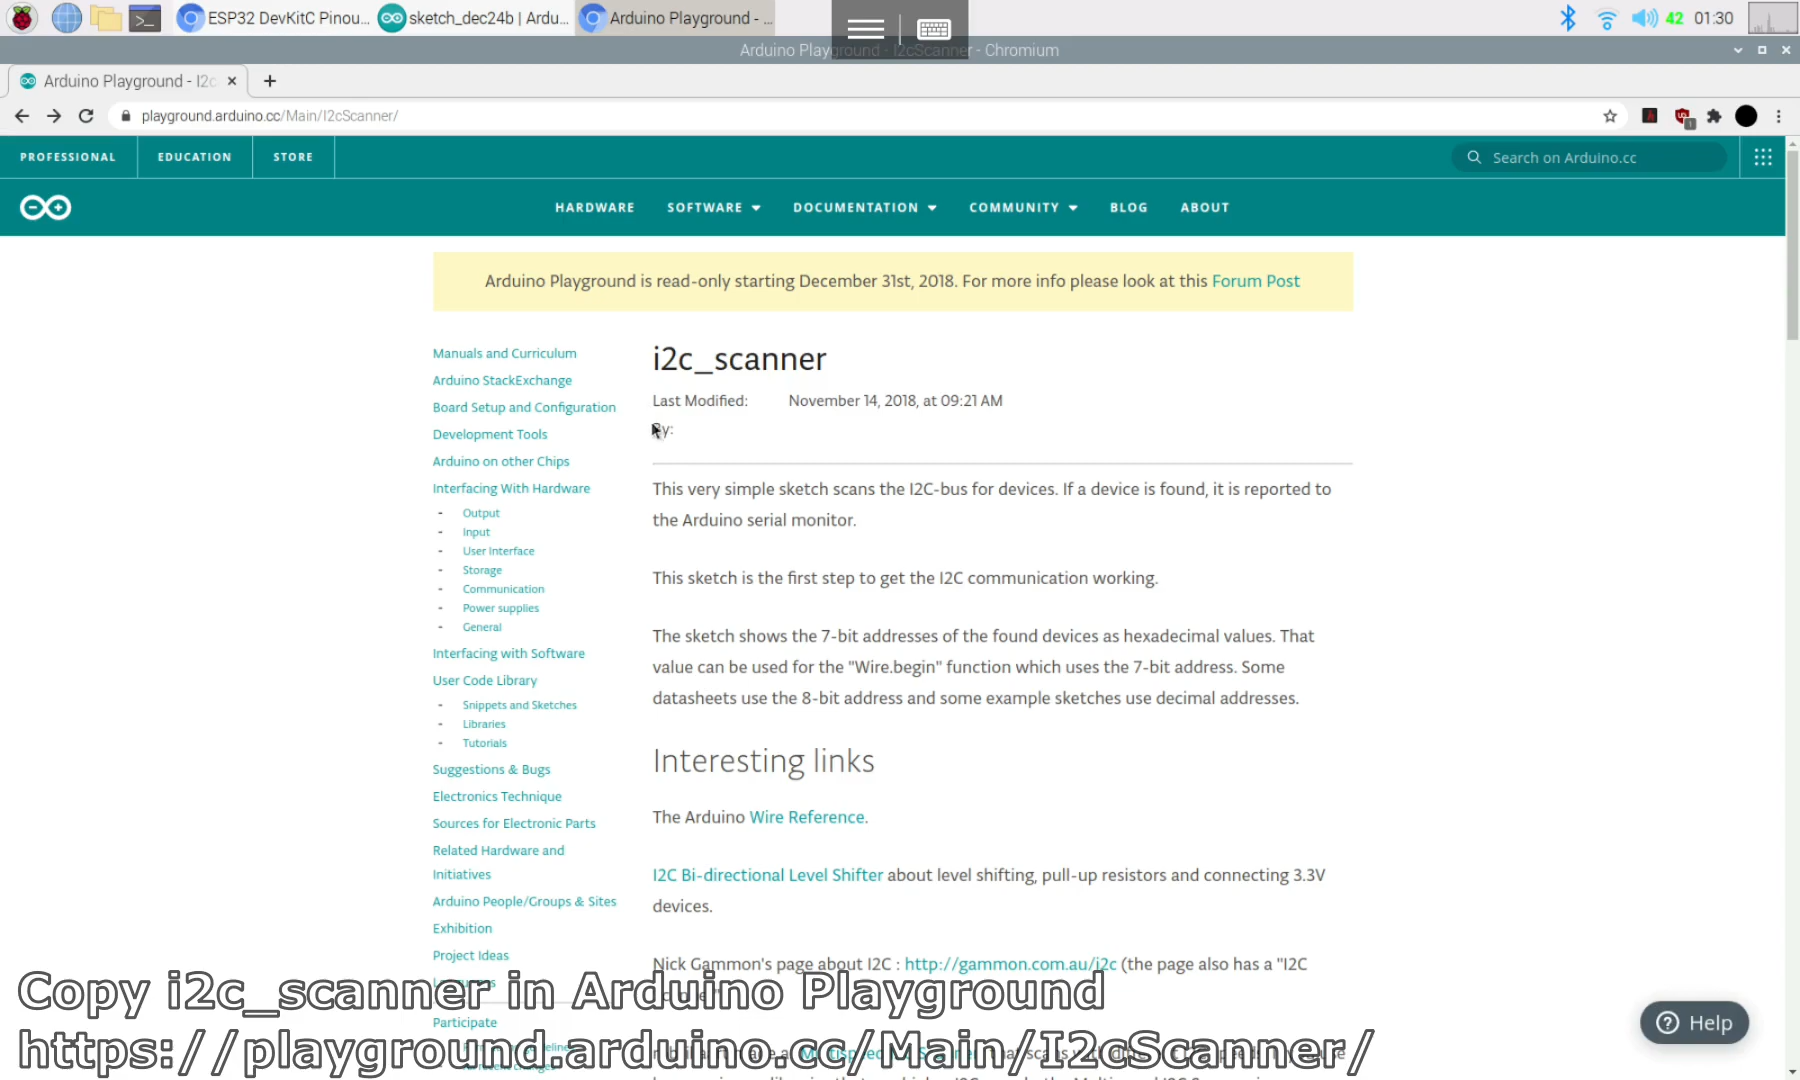 ESP32 DevKitC Pinou... sketch_dec24b | Ardu... Arduino Playground - ... 42 01:30
Arduino Playground - I2cScanner - Chromium
Arduino Playground - I2c
playground.arduino.cc/Main/I2cScanner/
PROFESSIONAL EDUCATION STORE Search on Arduino.cc
HARDWARE SOFTWARE DOCUMENTATION COMMUNITY BLOG ABOUT
Arduino Playground is read-only starting December 31st, 2018. For more info please look at this Forum Post
Manuals and Curriculum
Arduino StackExchange
Board Setup and Configuration
Development Tools
Arduino on other Chips
Interfacing With Hardware
- Output
- Input
- User Interface
- Storage
- Communication
- Power supplies
- General
Interfacing with Software
User Code Library
- Snippets and Sketches
- Libraries
- Tutorials
Suggestions & Bugs
Electronics Technique
Sources for Electronic Parts
Related Hardware and
Initiatives
Arduino People/Groups & Sites
Exhibition
Project Ideas
Participate
i2c_scanner
Last Modified: November 14, 2018, at 09:21 AM
By:
This very simple sketch scans the I2C-bus for devices. If a device is found, it is reported to
the Arduino serial monitor.
This sketch is the first step to get the I2C communication working.
The sketch shows the 7-bit addresses of the found devices as hexadecimal values. That
value can be used for the "Wire.begin" function which uses the 7-bit address. Some
datasheets use the 8-bit address and some example sketches use decimal addresses.
Interesting links
The Arduino Wire Reference.
I2C Bi-directional Level Shifter about level shifting, pull-up resistors and connecting 3.3V
devices.
Nick Gammon's page about I2C : http://gammon.com.au/i2c (the page also has a "I2C
Help
Copy i2c_scanner in Arduino Playground
https://playground.arduino.cc/Main/I2cScanner/